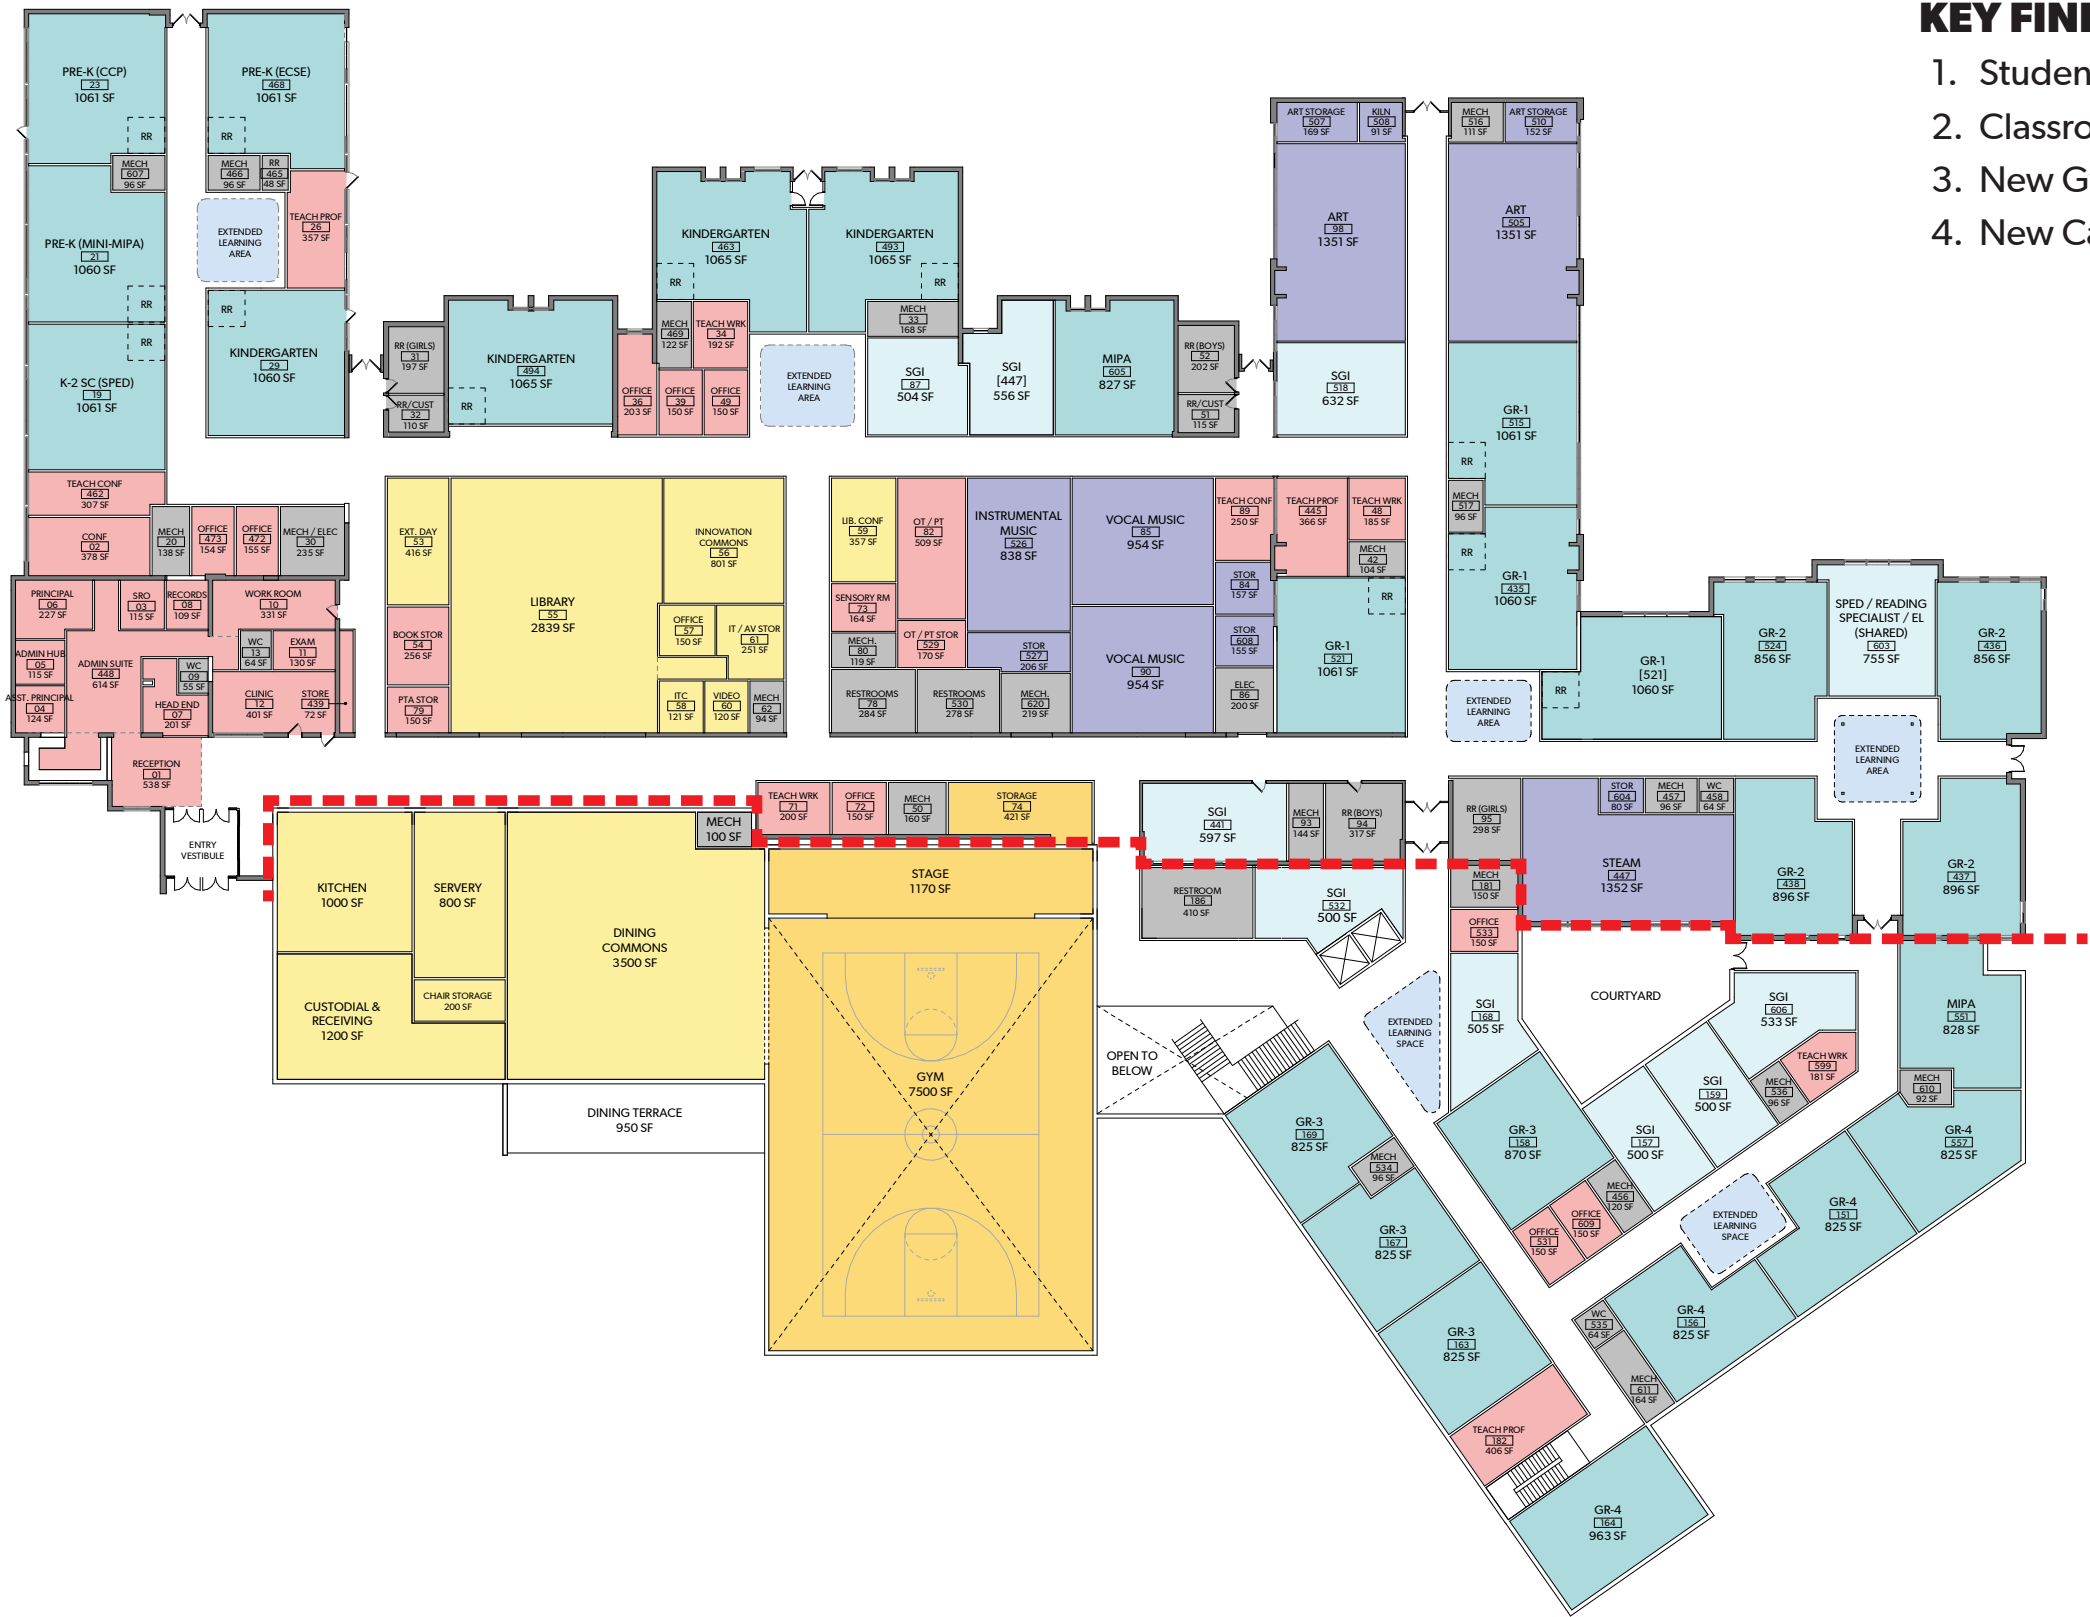 KEY FIN
1. Studen
2. Classro
3. New G
4. New Ca
PRE-K (CCP)
23
1061 SF
RR
PRE-K (ECSE)
468
1061 SF
RR
MECH
607
96 SF
MECH
466
96 SF
RR
465
48 SF
TEACH PROF
26
357 SF
EXTENDED
LEARNING
AREA
PRE-K (MINI-MIPA)
21
1060 SF
RR
RR
K-2 SC (SPED)
19
1061 SF
RR
KINDERGARTEN
29
1060 SF
TEACH CONF
462
307 SF
CONF
02
378 SF
MECH
20
138 SF
OFFICE
473
154 SF
OFFICE
472
155 SF
MECH / ELEC
30
235 SF
RR (GIRLS)
31
197 SF
RR/CUST
32
110 SF
KINDERGARTEN
494
1065 SF
RR
KINDERGARTEN
463
1065 SF
RR
KINDERGARTEN
493
1065 SF
RR
MECH
469
122 SF
TEACH WRK
34
192 SF
OFFICE
36
203 SF
OFFICE
39
150 SF
OFFICE
49
150 SF
EXTENDED
LEARNING
AREA
MECH
33
168 SF
SGI
87
504 SF
SGI
[447]
556 SF
MIPA
605
827 SF
RR (BOYS)
52
202 SF
RR/CUST
51
115 SF
ART STORAGE
507
169 SF
KILN
508
91 SF
ART
98
1351 SF
SGI
518
632 SF
MECH
516
111 SF
ART STORAGE
510
152 SF
ART
505
1351 SF
GR-1
515
1061 SF
RR
MECH
517
96 SF
RR
GR-1
435
1060 SF
PRINCIPAL
06
227 SF
SRO
03
115 SF
RECORDS
08
109 SF
WORK ROOM
10
331 SF
ADMIN HUB
05
115 SF
ADMIN SUITE
448
614 SF
WC
13
64 SF
EXAM
11
130 SF
WC
09
55 SF
ASST. PRINCIPAL
04
124 SF
HEAD END
07
201 SF
CLINIC
12
401 SF
STORE
439
72 SF
RECEPTION
01
538 SF
ENTRY
VESTIBULE
EXT. DAY
53
416 SF
BOOK STOR
54
256 SF
PTA STOR
79
150 SF
LIBRARY
55
2839 SF
INNOVATION
COMMONS
56
801 SF
OFFICE
57
150 SF
IT / AV STOR
61
251 SF
ITC
58
121 SF
VIDEO
60
120 SF
MECH
62
94 SF
LIB. CONF
59
357 SF
OT / PT
82
509 SF
SENSORY RM
73
164 SF
MECH.
80
119 SF
OT / PT STOR
529
170 SF
RESTROOMS
78
284 SF
RESTROOMS
530
278 SF
MECH.
620
219 SF
INSTRUMENTAL
MUSIC
526
838 SF
STOR
527
206 SF
VOCAL MUSIC
85
954 SF
VOCAL MUSIC
90
954 SF
TEACH CONF
89
250 SF
STOR
84
157 SF
STOR
608
155 SF
ELEC
86
200 SF
TEACH PROF
445
366 SF
TEACH WRK
48
185 SF
MECH
42
104 SF
RR
GR-1
521
1061 SF
EXTENDED
LEARNING
AREA
GR-1
[521]
1060 SF
RR
GR-2
524
856 SF
SPED / READING
SPECIALIST / EL
(SHARED)
603
755 SF
GR-2
436
856 SF
EXTENDED
LEARNING
AREA
TEACH WRK
71
200 SF
OFFICE
72
150 SF
MECH
50
160 SF
STORAGE
74
421 SF
MECH
100 SF
KITCHEN
1000 SF
SERVERY
800 SF
DINING
COMMONS
3500 SF
CHAIR STORAGE
200 SF
CUSTODIAL &
RECEIVING
1200 SF
DINING TERRACE
950 SF
STAGE
1170 SF
GYM
7500 SF
SGI
441
597 SF
MECH
93
144 SF
RR (BOYS)
94
317 SF
RR (GIRLS)
95
298 SF
STOR
604
80 SF
MECH
457
96 SF
WC
458
64 SF
STEAM
447
1352 SF
GR-2
438
896 SF
GR-2
437
896 SF
RESTROOM
186
410 SF
SGI
532
500 SF
MECH
181
150 SF
OFFICE
533
150 SF
SGI
168
505 SF
EXTENDED
LEARNING
SPACE
COURTYARD
SGI
606
533 SF
MIPA
551
828 SF
TEACH WRK
599
181 SF
MECH
536
96 SF
SGI
159
500 SF
SGI
157
500 SF
MECH
610
92 SF
OPEN TO
BELOW
GR-3
169
825 SF
MECH
534
96 SF
GR-3
158
870 SF
GR-4
557
825 SF
MECH
456
120 SF
OFFICE
609
150 SF
OFFICE
531
150 SF
EXTENDED
LEARNING
SPACE
GR-4
151
825 SF
GR-3
167
825 SF
GR-4
156
825 SF
WC
535
64 SF
GR-3
163
825 SF
MECH
611
164 SF
TEACH PROF
182
406 SF
GR-4
164
963 SF